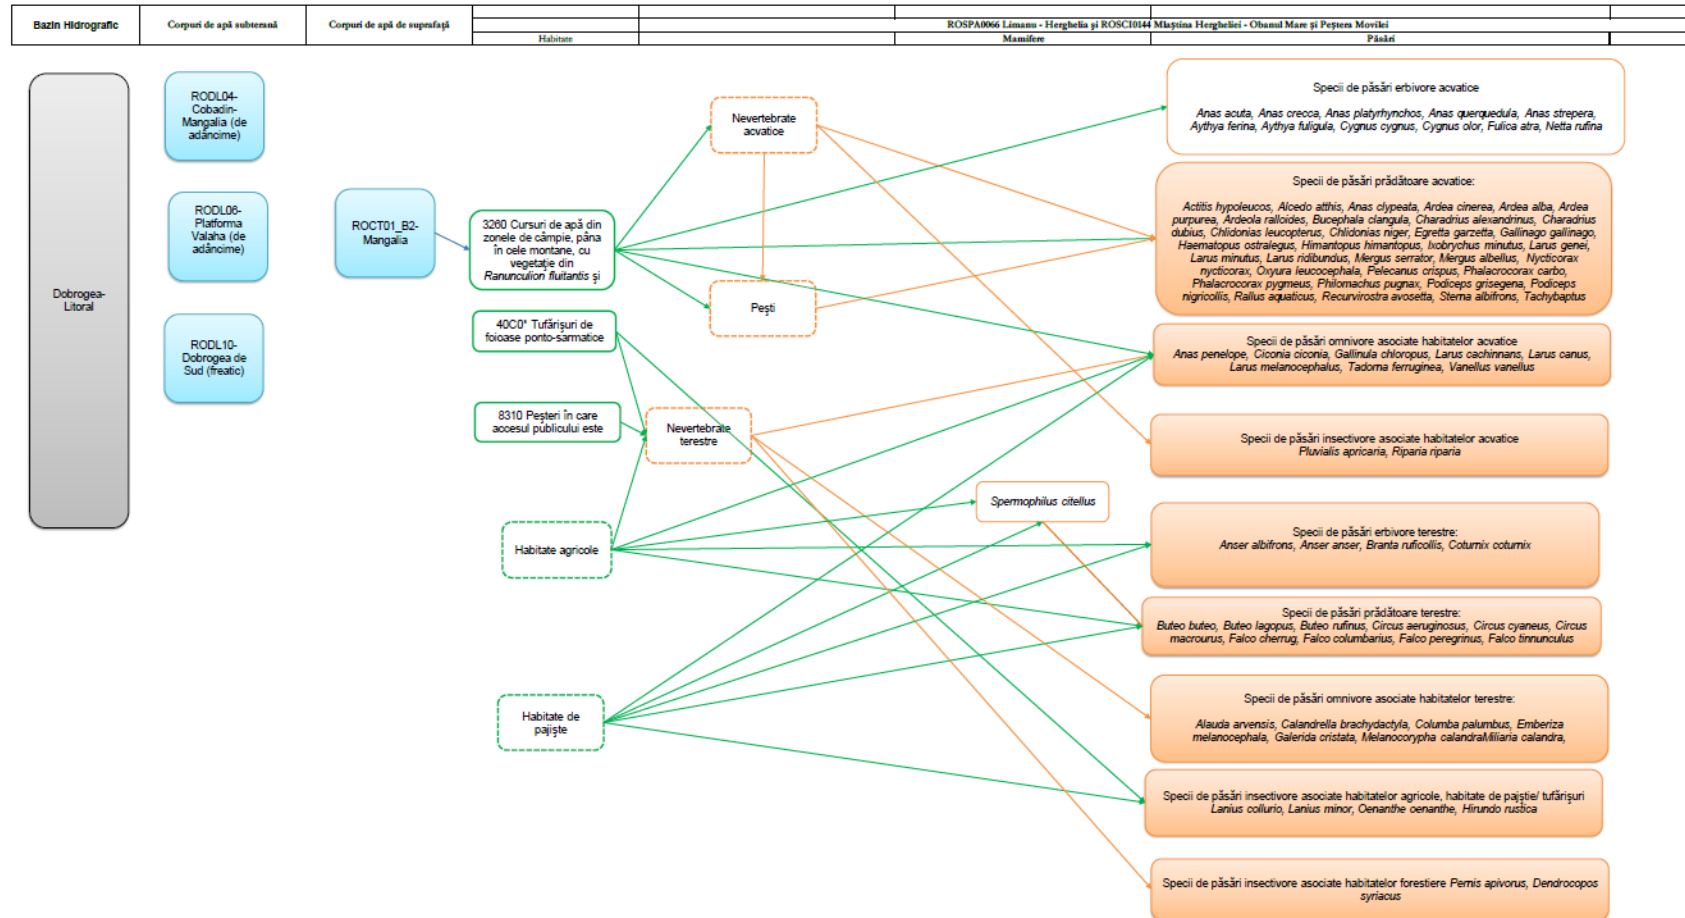 Bazin Hidrografic
Corpuri de apă subterană
Corpuri de apă de suprafață
ROSPA0066 Limanu - Herghelia și ROSCI0144 Mlaștina Hergheliei - Obanul Mare și Peștera Movilei
Habitate
Mamifere
Păsări
Dobrogea-
Litoral
RODL04-
Cobadin-
Mangalia (de
adâncime)
RODL06-
Platforma
Valaha (de
adâncime)
RODL10-
Dobrogea de
Sud (freatic)
ROCT01_B2-
Mangalia
3260 Cursuri de apă din
zonele de câmpie, pâna
în cele montane, cu
vegetație din
Ranunculion fluitantis și
40C0* Tufărișuri de
foioase ponto-sarmatice
8310 Peșteri în care
accesul publicului este
Habitate agricole
Habitate de
pajiște
Nevertebrate
acvatice
Pești
Nevertebrate
terestre
Spermophilus citellus
Specii de păsări erbivore acvatice
Anas acuta, Anas crecca, Anas platyrhynchos, Anas querquedula, Anas strepera,
Aythya ferina, Aythya fuligula, Cygnus cygnus, Cygnus olor, Fulica atra, Netta rufina
Specii de păsări prădătoare acvatice:
Actitis hypoleucos, Alcedo atthis, Anas clypeata, Ardea cinerea, Ardea alba, Ardea
purpurea, Ardeola ralloides, Bucephala clangula, Charadrius alexandrinus, Charadrius
dubius, Chlidonias leucopterus, Chlidonias niger, Egretta garzetta, Gallinago gallinago,
Haematopus ostralegus, Himantopus himantopus, Ixobrychus minutus, Larus genei,
Larus minutus, Larus ridibundus, Mergus serrator, Mergus albellus, Nycticorax
nycticorax, Oxyura leucocephala, Pelecanus crispus, Phalacrocorax carbo,
Phalacrocorax pygmeus, Philomachus pugnax, Podiceps grisegena, Podiceps
nigricollis, Rallus aquaticus, Recurvirostra avosetta, Sterna albifrons, Tachybaptus
Specii de păsări omnivore asociate habitatelor acvatice
Anas penelope, Ciconia ciconia, Gallinula chloropus, Larus cachinnans, Larus canus,
Larus melanocephalus, Tadorna ferruginea, Vanellus vanellus
Specii de păsări insectivore asociate habitatelor acvatice
Pluvialis apricaria, Riparia riparia
Specii de păsări erbivore terestre:
Anser albifrons, Anser anser, Branta ruficollis, Coturnix coturnix
Specii de păsări prădătoare terestre:
Buteo buteo, Buteo lagopus, Buteo rufinus, Circus aeruginosus, Circus cyaneus, Circus
macrourus, Falco cherrug, Falco columbarius, Falco peregrinus, Falco tinnunculus
Specii de păsări omnivore asociate habitatelor terestre:
Alauda arvensis, Calandrella brachydactyla, Columba palumbus, Emberiza
melanocephala, Galerida cristata, Melanocorypha calandraMiliaria calandra,
Specii de păsări insectivore asociate habitatelor agricole, habitate de pajștie/ tufărișuri
Lanius collurio, Lanius minor, Oenanthe oenanthe, Hirundo rustica
Specii de păsări insectivore asociate habitatelor forestiere Pernis apivorus, Dendrocopos
syriacus